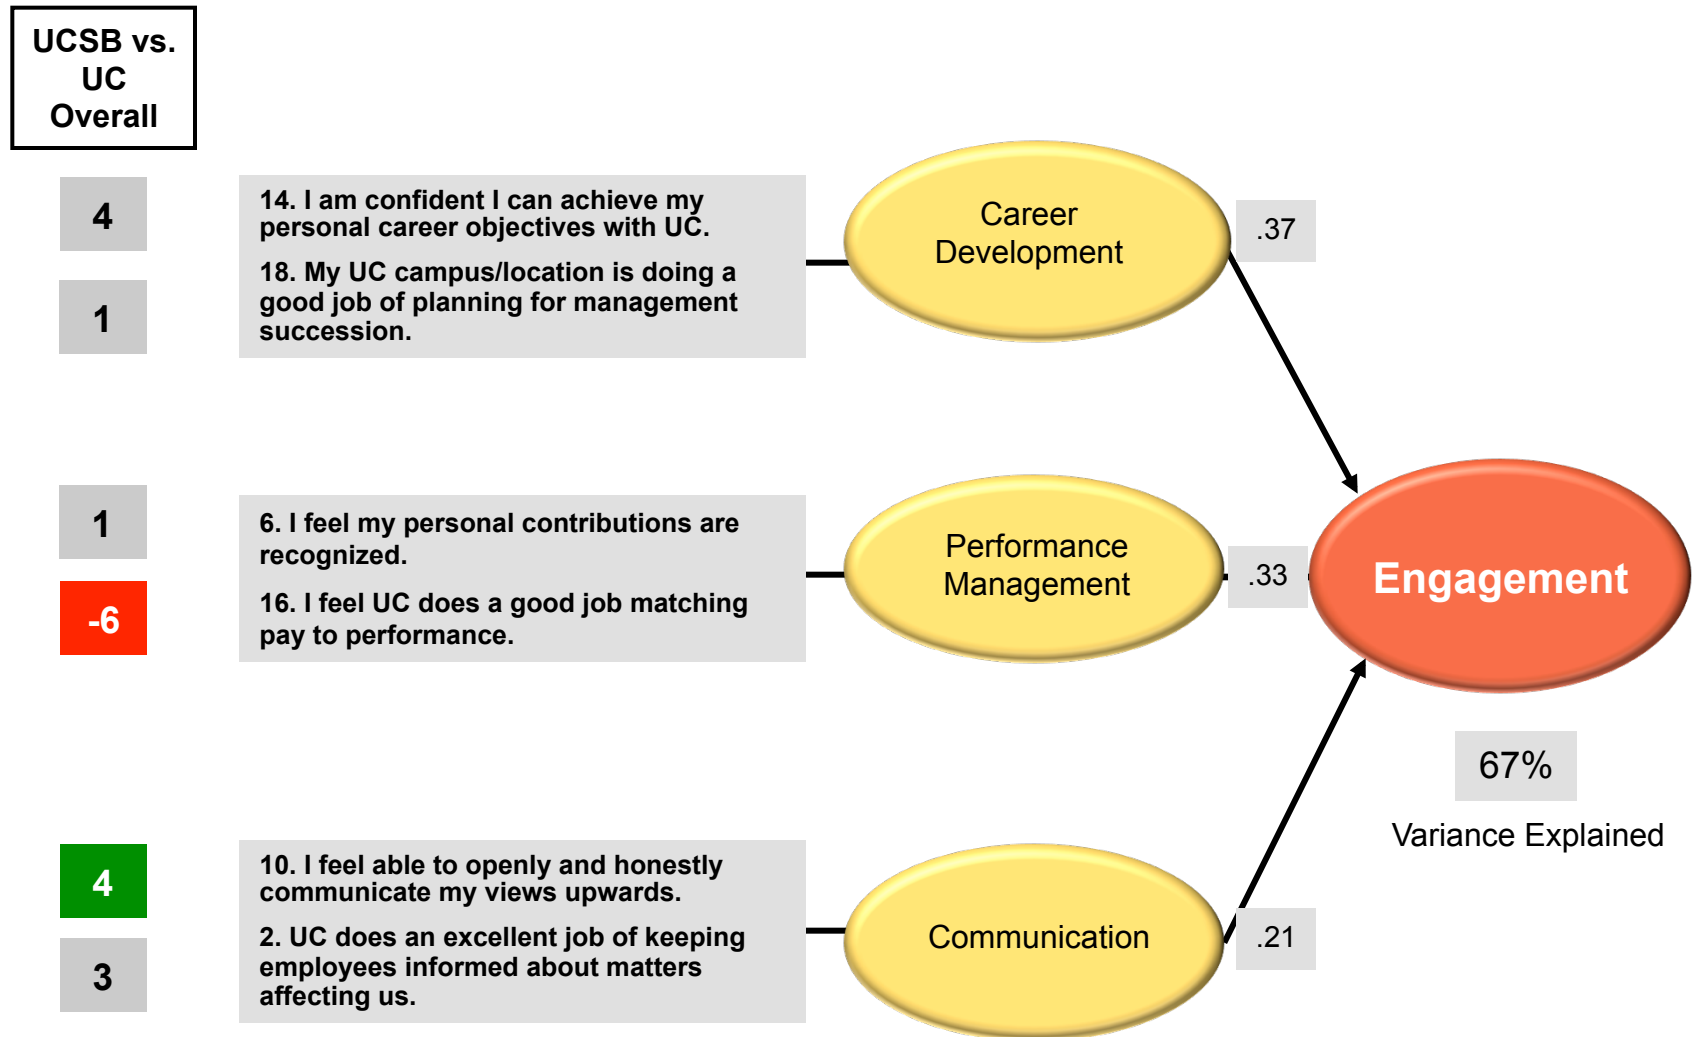 UCSB vs.
UC
Overall
4
14. I am confident I can achieve my
personal career objectives with UC.
1
18. My UC campus/location is doing a
good job of planning for management
succession.
Career
Development
.37
1
6. I feel my personal contributions are
recognized.
-6
16. I feel UC does a good job matching
pay to performance.
Performance
Management
.33
Engagement
67%
Variance Explained
4
10. I feel able to openly and honestly
communicate my views upwards.
3
2. UC does an excellent job of keeping
employees informed about matters
affecting us.
Communication
.21